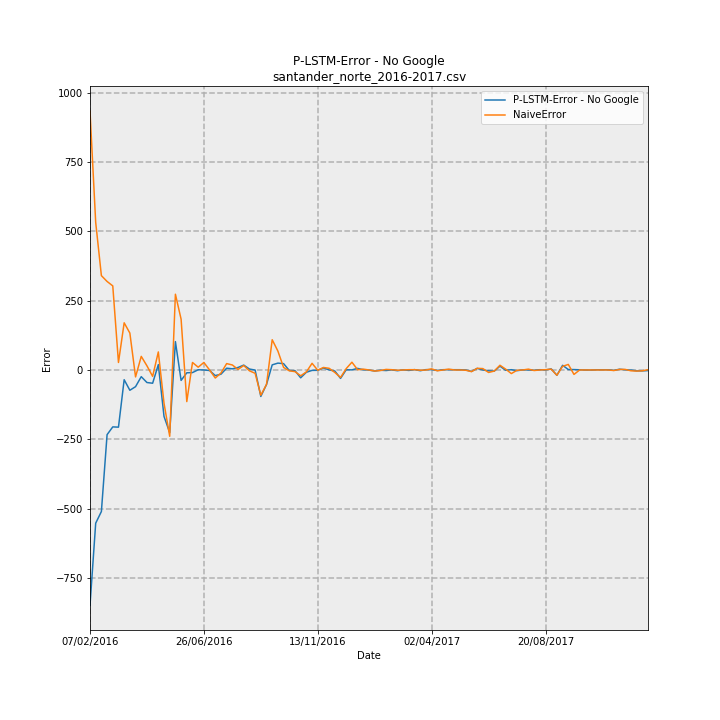 P-LSTM-Error - No Google
santander_norte_2016-2017.csv
P-LSTM-Error - No Google
NaiveError
1000
750
500
250
0
−250
−500
−750
Error
07/02/2016 26/06/2016 13/11/2016 02/04/2017 20/08/2017
Date